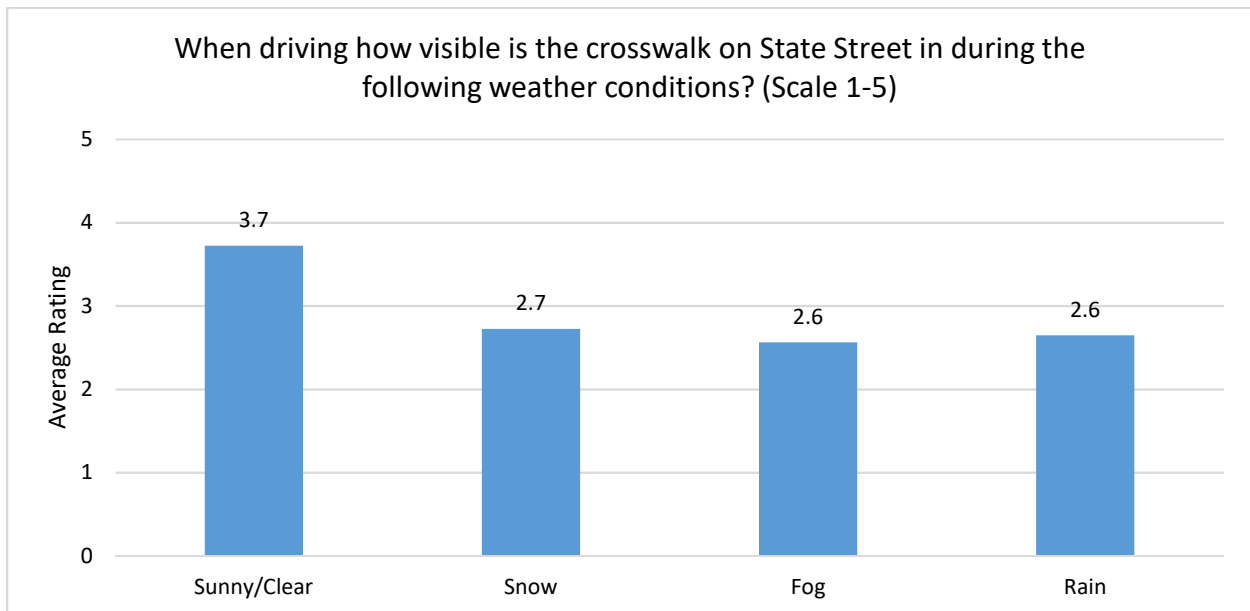 When driving how visible is the crosswalk on State Street in during the
following weather conditions? (Scale 1-5)
5
4
3
2
1
0
Average Rating
3.7
2.7
2.6
2.6
Sunny/Clear
Snow
Fog
Rain